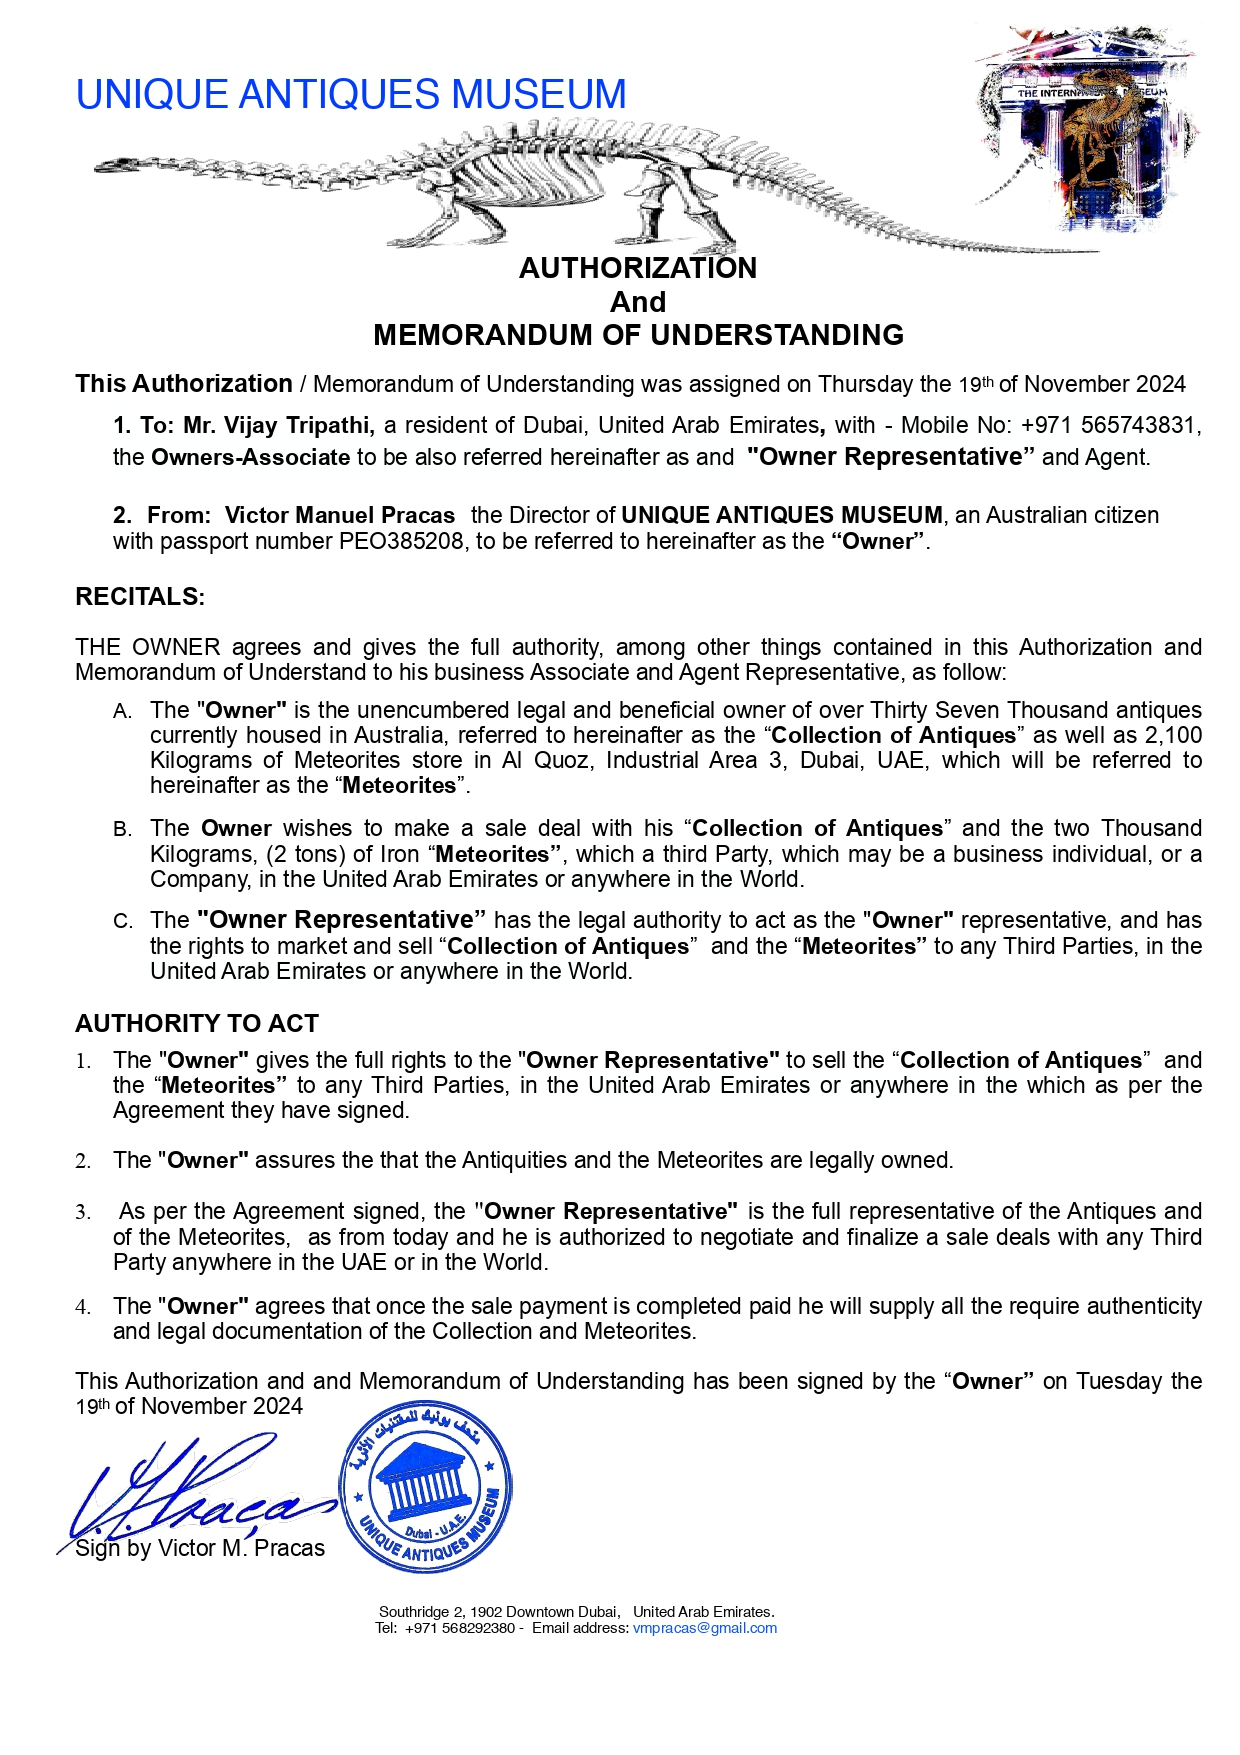 UNIQUE ANTIQUES MUSEUM
THE INTERNATIONAL MUSEUM
AUTHORIZATION
And
MEMORANDUM OF UNDERSTANDING
This Authorization / Memorandum of Understanding was assigned on Thursday the 19th of November 2024
1. To: Mr. Vijay Tripathi, a resident of Dubai, United Arab Emirates, with - Mobile No: +971 565743831,
the Owners-Associate to be also referred hereinafter as and "Owner Representative” and Agent.
2. From: Victor Manuel Pracas the Director of UNIQUE ANTIQUES MUSEUM, an Australian citizen
with passport number PEO385208, to be referred to hereinafter as the “Owner”.
RECITALS:
THE OWNER agrees and gives the full authority, among other things contained in this Authorization and
Memorandum of Understand to his business Associate and Agent Representative, as follow:
A. The "Owner" is the unencumbered legal and beneficial owner of over Thirty Seven Thousand antiques
currently housed in Australia, referred to hereinafter as the “Collection of Antiques” as well as 2,100
Kilograms of Meteorites store in Al Quoz, Industrial Area 3, Dubai, UAE, which will be referred to
hereinafter as the “Meteorites”.
B. The Owner wishes to make a sale deal with his “Collection of Antiques” and the two Thousand
Kilograms, (2 tons) of Iron “Meteorites”, which a third Party, which may be a business individual, or a
Company, in the United Arab Emirates or anywhere in the World.
C. The "Owner Representative” has the legal authority to act as the "Owner" representative, and has
the rights to market and sell “Collection of Antiques” and the “Meteorites” to any Third Parties, in the
United Arab Emirates or anywhere in the World.
AUTHORITY TO ACT
1. The "Owner" gives the full rights to the "Owner Representative" to sell the “Collection of Antiques” and
the “Meteorites” to any Third Parties, in the United Arab Emirates or anywhere in the which as per the
Agreement they have signed.
2. The "Owner" assures the that the Antiquities and the Meteorites are legally owned.
3. As per the Agreement signed, the "Owner Representative" is the full representative of the Antiques and
of the Meteorites, as from today and he is authorized to negotiate and finalize a sale deals with any Third
Party anywhere in the UAE or in the World.
4. The "Owner" agrees that once the sale payment is completed paid he will supply all the require authenticity
and legal documentation of the Collection and Meteorites.
This Authorization and and Memorandum of Understanding has been signed by the “Owner” on Tuesday the
19th of November 2024
متحف يونيك للمقتنيات الأثرية
Dubai - U.A.E.
UNIQUE ANTIQUES MUSEUM
V. M. Pracas
Sign by Victor M. Pracas
Southridge 2, 1902 Downtown Dubai, United Arab Emirates.
Tel: +971 568292380 - Email address: vmpracas@gmail.com